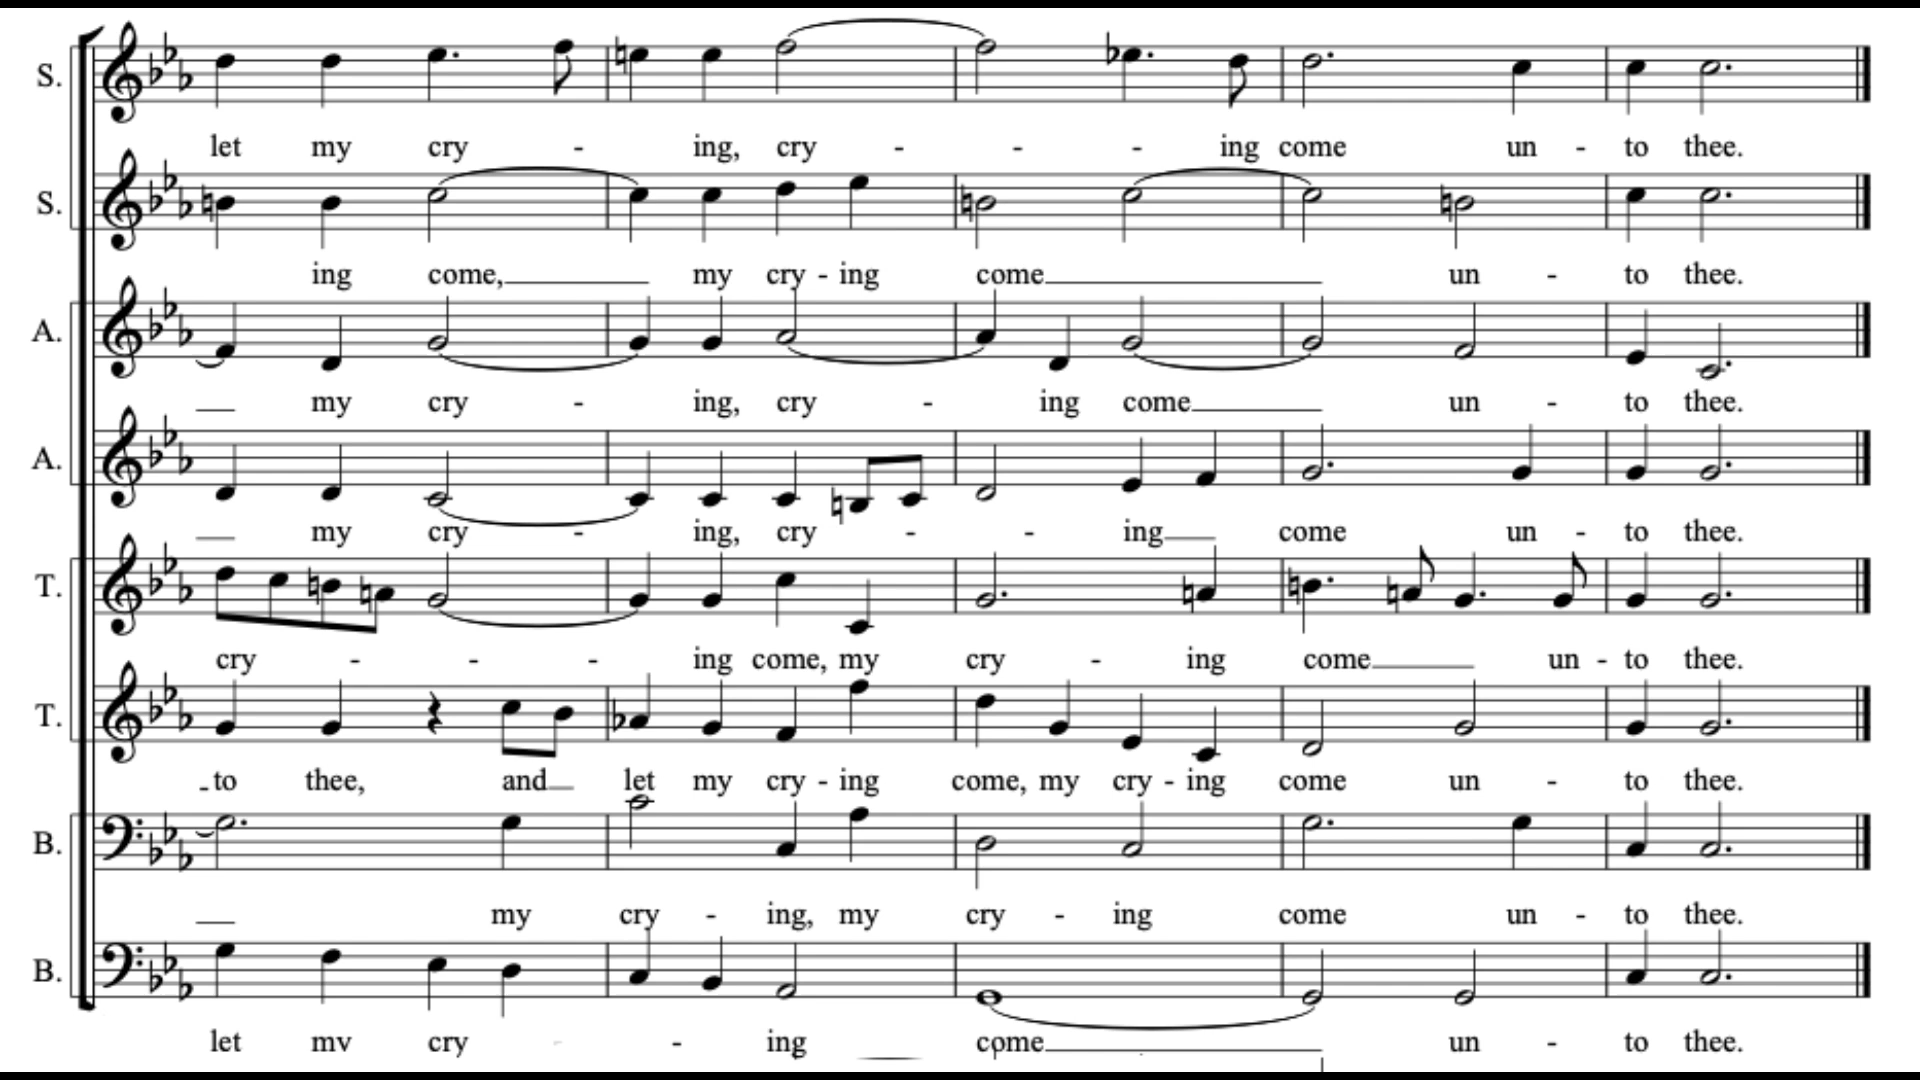 S.
let my cry - ing, cry - - - ing come un - to thee.
S.
ing come, my cry - ing come un - to thee.
A.
my cry - ing, cry - ing come un - to thee.
A.
my cry - ing, cry - - ing come un - to thee.
T.
cry - - - ing come, my cry - ing come un - to thee.
T.
to thee, and let my cry - ing come, my cry - ing come un - to thee.
B.
my cry - ing, my cry - ing come un - to thee.
B.
let my cry - ing come un - to thee.